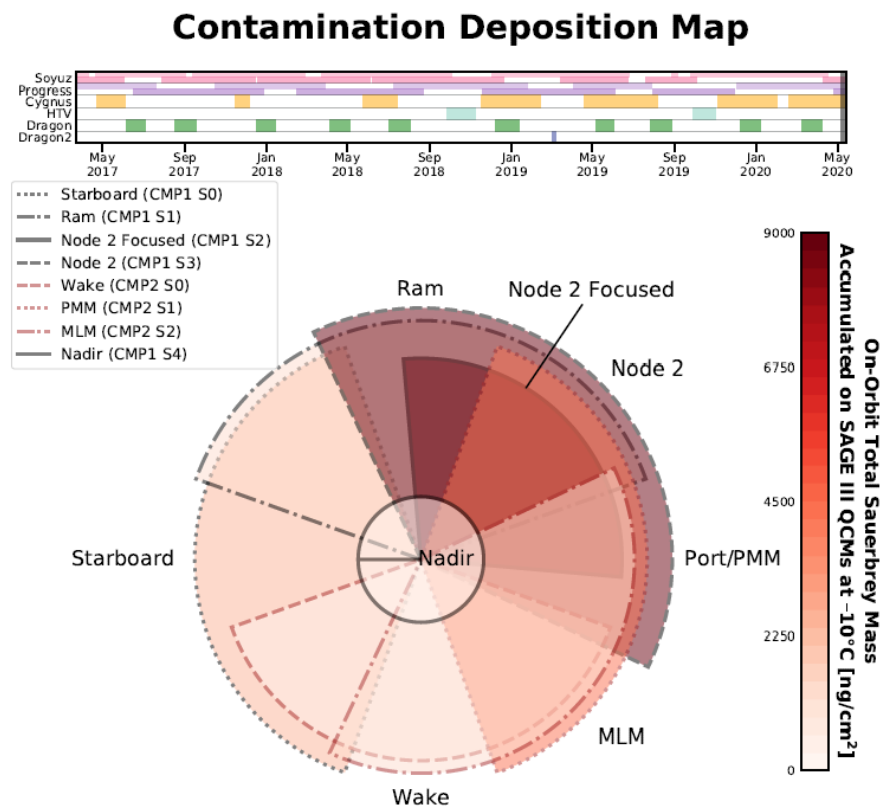 Contamination Deposition Map
Soyuz
Progress
Cygnus
HTV
Dragon
Dragon2
May 2017
Sep 2017
Jan 2018
May 2018
Sep 2018
Jan 2019
May 2019
Sep 2019
Jan 2020
May 2020
Starboard (CMP1 S0)
Ram (CMP1 S1)
Node 2 Focused (CMP1 S2)
Node 2 (CMP1 S3)
Wake (CMP2 S0)
PMM (CMP2 S1)
MLM (CMP2 S2)
Nadir (CMP1 S4)
Ram
Node 2 Focused
Node 2
Starboard
Nadir
Port/PMM
MLM
Wake
9000
6750
4500
2250
0
On-Orbit Total Sauerbrey Mass
Accumulated on SAGE III QCMs at −10°C [ng/cm²]